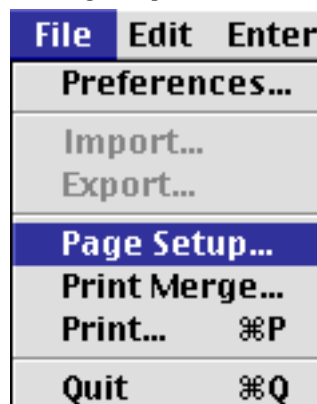 File Edit Enter
Preferences...
Import...
Export...
Page Setup...
Print Merge...
Print... ⌘P
Quit ⌘Q